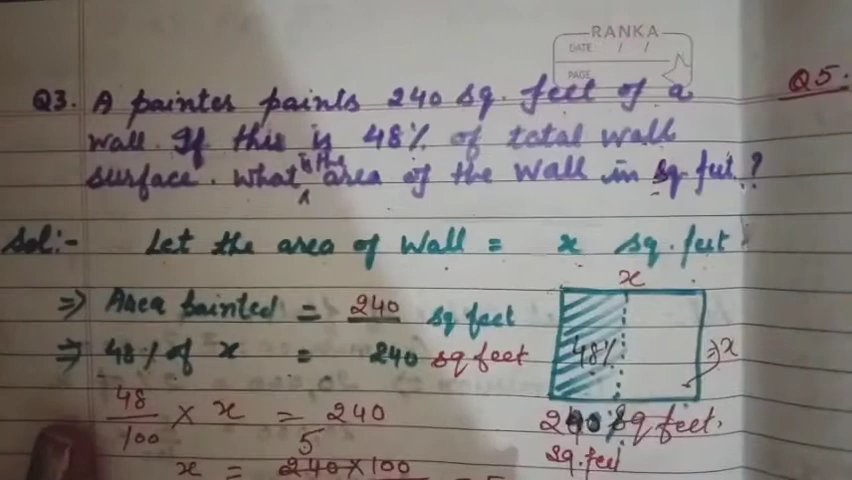 RANKA
DATE / /
PAGE
Q5.
Q3. A painter paints 240 sq. feet of a
wall. If this is 48% of total wall
surface. What is the area of the wall in sq. feet?
Sol:- Let the area of wall = x sq. feet
x
⇒ Area painted = 240 sq feet
⇒ 48% of x = 240 sq feet
48%
⇒ x
48/100 × x = 240
240 sq feet.
sq. feet
5
x = 240×100